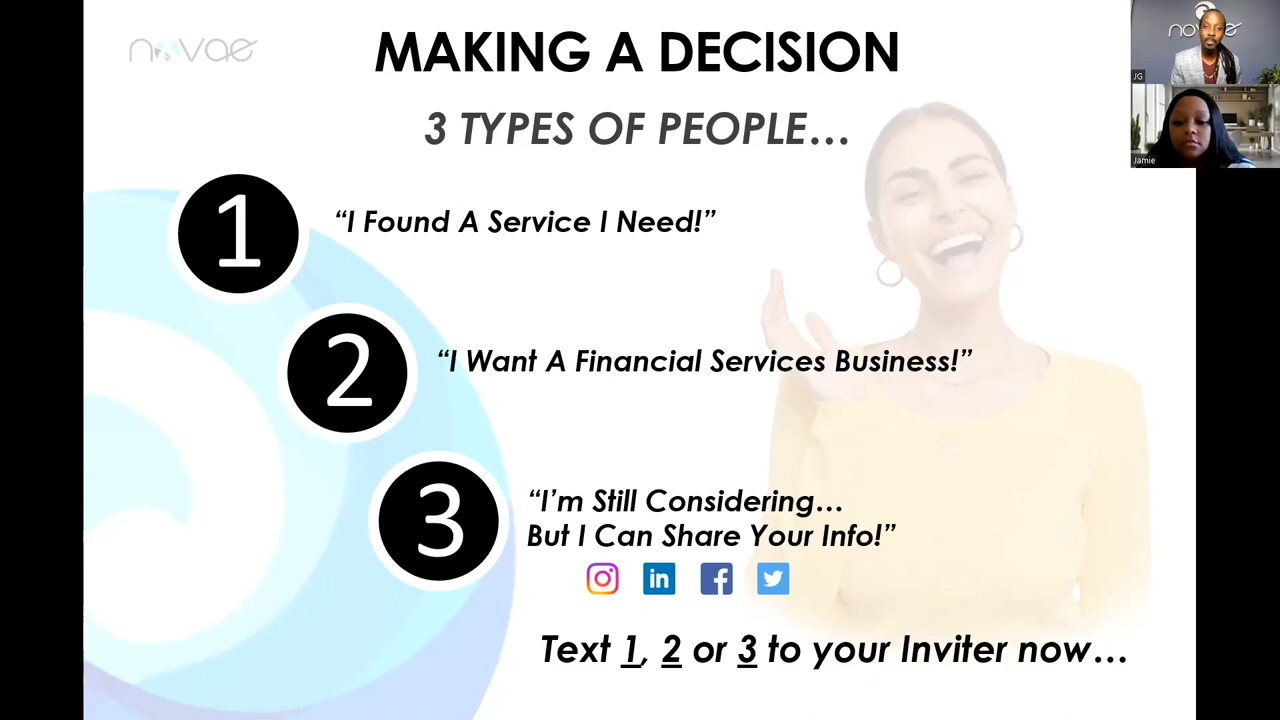 novae
MAKING A DECISION
3 TYPES OF PEOPLE…
1
“I Found A Service I Need!”
2
“I Want A Financial Services Business!”
3
“I’m Still Considering…
But I Can Share Your Info!”
in
f
Text 1, 2 or 3 to your Inviter now…
novae
JG
Jamie